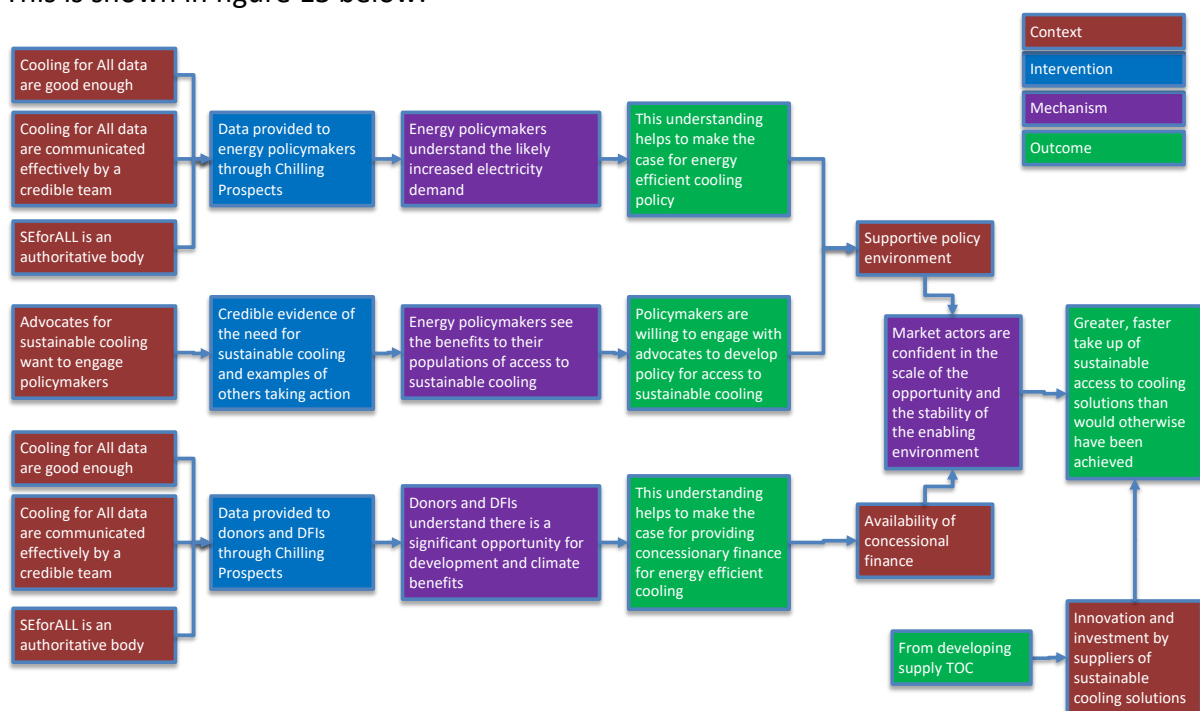 This is shown in figure 15 below:
Context
Intervention
Mechanism
Outcome
Cooling for All data
are good enough
Cooling for All data
are communicated
effectively by a
credible team
SEforALL is an
authoritative body
Data provided to
energy policymakers
through Chilling
Prospects
Energy policymakers
understand the likely
increased electricity
demand
This understanding
helps to make the
case for energy
efficient cooling
policy
Supportive policy
environment
Advocates for
sustainable cooling
want to engage
policymakers
Credible evidence of
the need for
sustainable cooling
and examples of
others taking action
Energy policymakers see
the benefits to their
populations of access to
sustainable cooling
Policymakers are
willing to engage with
advocates to develop
policy for access to
sustainable cooling
Market actors are
confident in the
scale of the
opportunity and
the stability of
the enabling
environment
Greater, faster
take up of
sustainable
access to cooling
solutions than
would otherwise
have been
achieved
Cooling for All data
are good enough
Cooling for All data
are communicated
effectively by a
credible team
SEforALL is an
authoritative body
Data provided to
donors and DFIs
through Chilling
Prospects
Donors and DFIs
understand there is a
significant opportunity for
development and climate
benefits
This understanding
helps to make the
case for providing
concessionary finance
for energy efficient
cooling
Availability of
concessional
finance
From developing
supply TOC
Innovation and
investment by
suppliers of
sustainable
cooling solutions